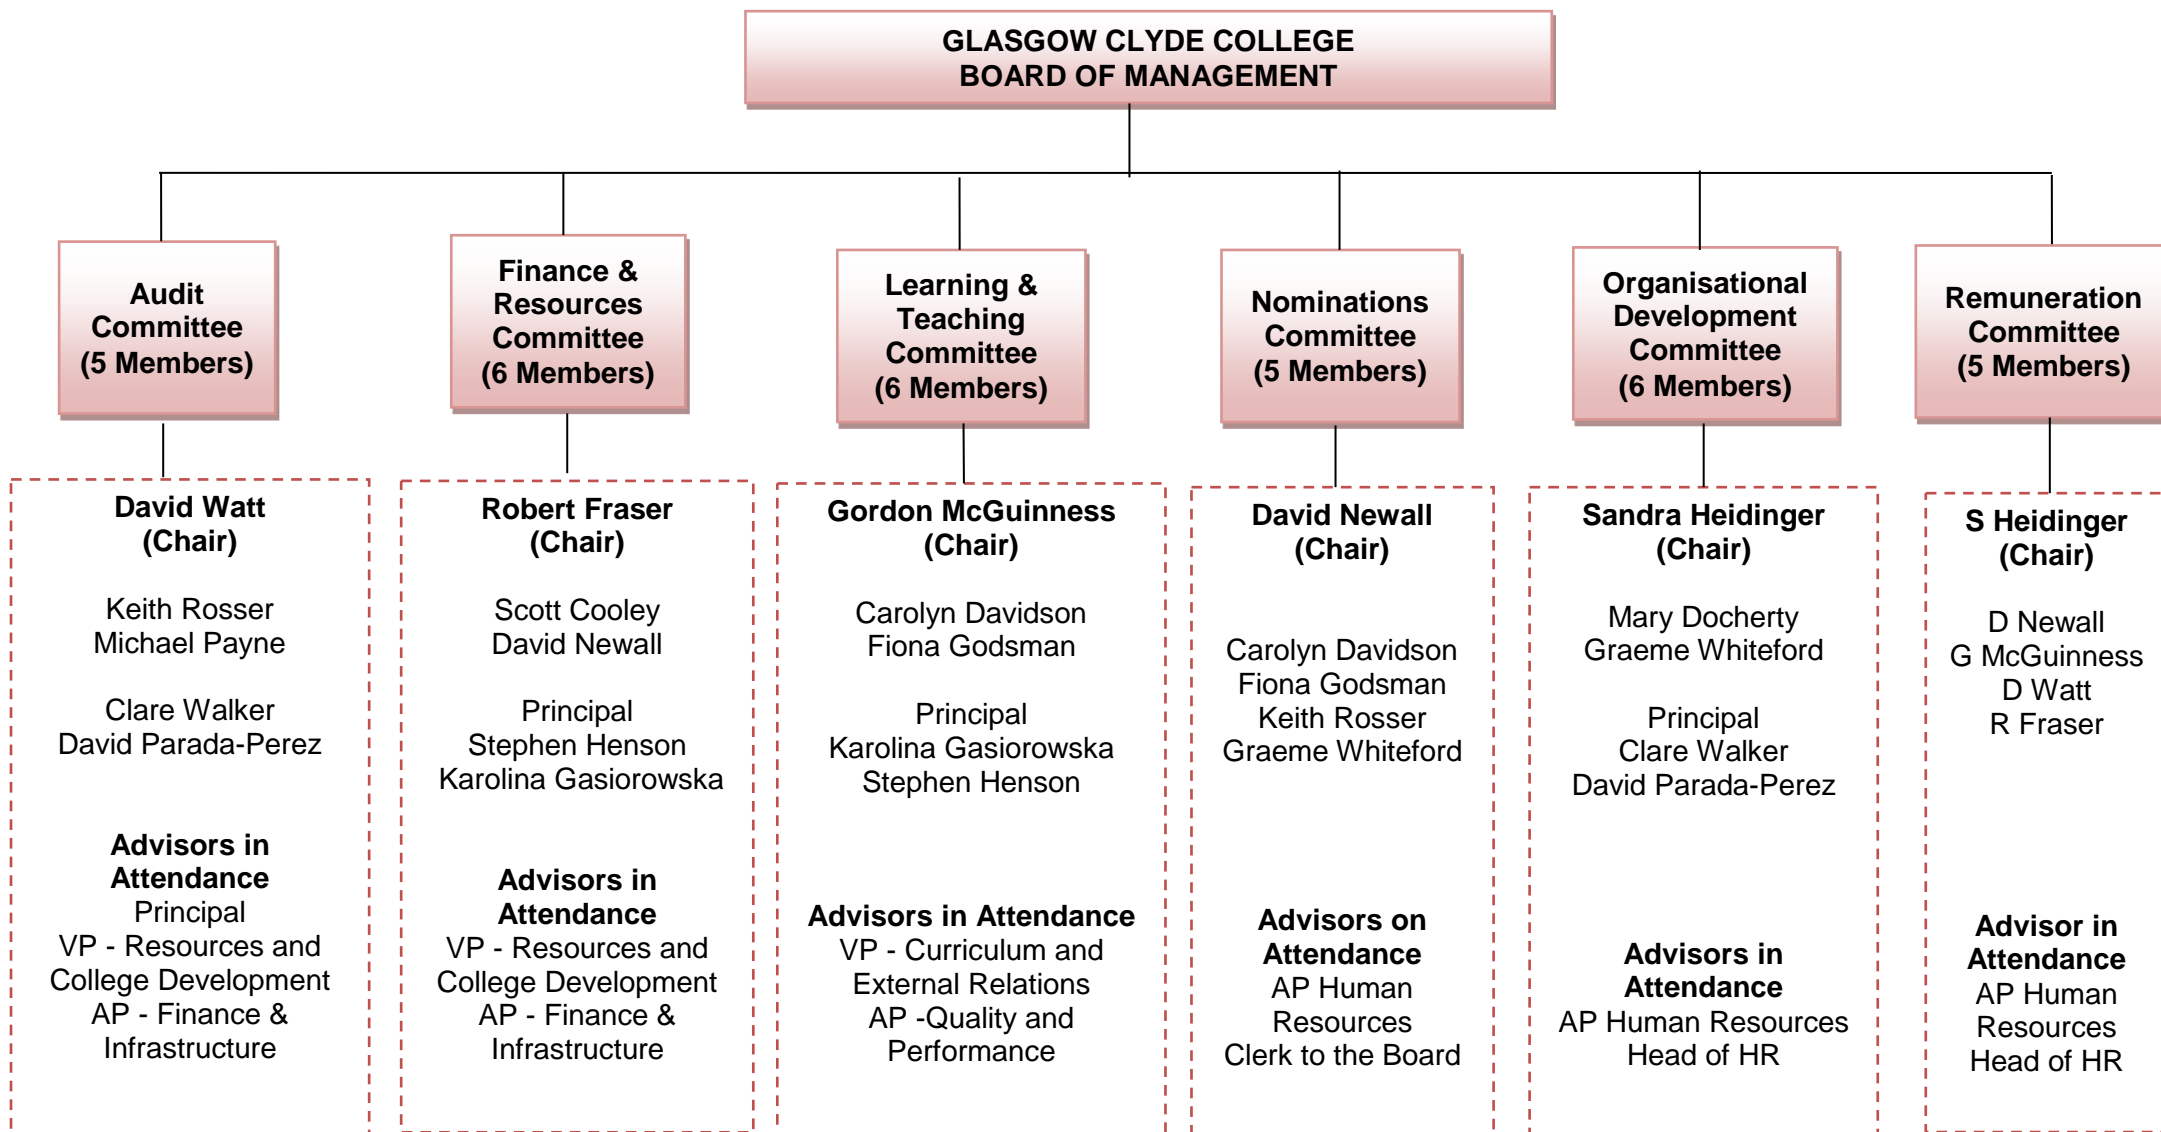 GLASGOW CLYDE COLLEGE
BOARD OF MANAGEMENT
Audit
Committee
(5 Members)
Finance &
Resources
Committee
(6 Members)
Learning &
Teaching
Committee
(6 Members)
Nominations
Committee
(5 Members)
Organisational
Development
Committee
(6 Members)
Remuneration
Committee
(5 Members)
David Watt
(Chair)
Keith Rosser
Michael Payne
Clare Walker
David Parada-Perez
Advisors in
Attendance
Principal
VP - Resources and
College Development
AP - Finance &
Infrastructure
Robert Fraser
(Chair)
Scott Cooley
David Newall
Principal
Stephen Henson
Karolina Gasiorowska
Advisors in
Attendance
VP - Resources and
College Development
AP - Finance &
Infrastructure
Gordon McGuinness
(Chair)
Carolyn Davidson
Fiona Godsman
Principal
Karolina Gasiorowska
Stephen Henson
Advisors in Attendance
VP - Curriculum and
External Relations
AP -Quality and
Performance
David Newall
(Chair)
Carolyn Davidson
Fiona Godsman
Keith Rosser
Graeme Whiteford
Advisors on
Attendance
AP Human
Resources
Clerk to the Board
Sandra Heidinger
(Chair)
Mary Docherty
Graeme Whiteford
Principal
Clare Walker
David Parada-Perez
Advisors in
Attendance
AP Human Resources
Head of HR
S Heidinger
(Chair)
D Newall
G McGuinness
D Watt
R Fraser
Advisor in
Attendance
AP Human
Resources
Head of HR